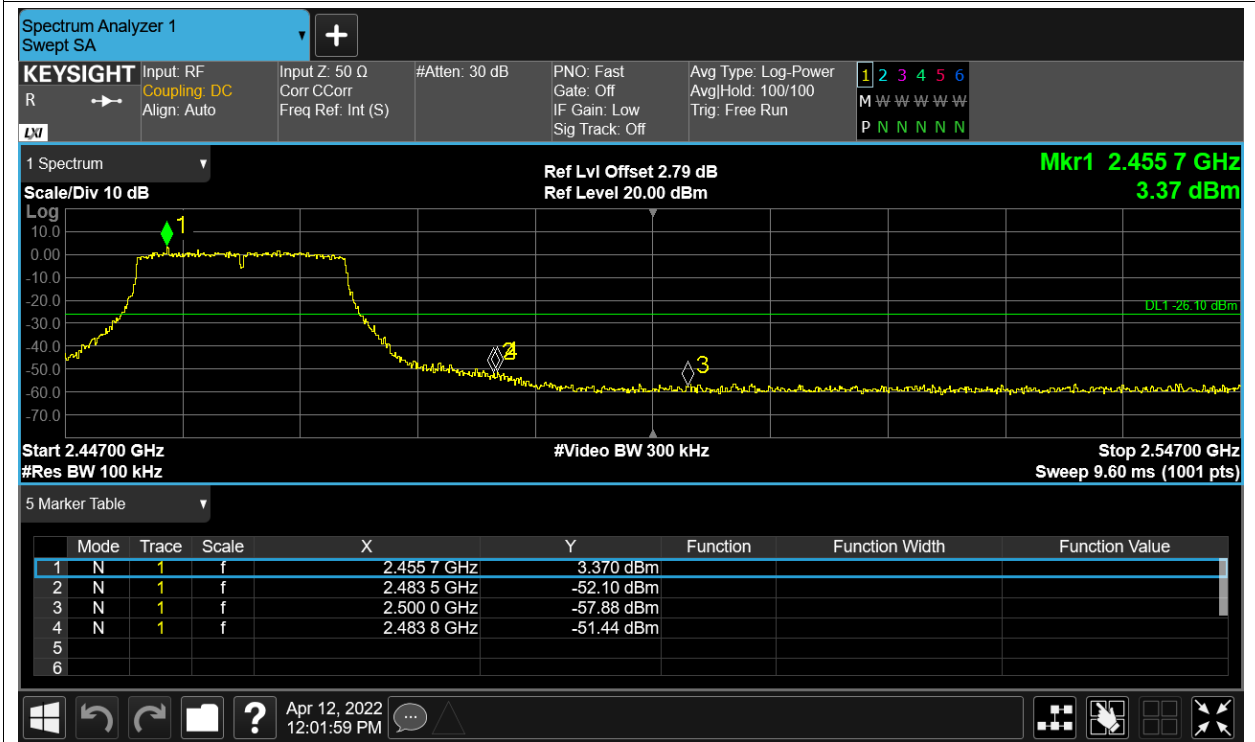 Spectrum Analyzer 1
Swept SA
KEYSIGHT Input: RF Input Z: 50 Ω #Atten: 30 dB PNO: Fast Avg Type: Log-Power 1 2 3 4 5 6
R Coupling: DC Corr CCorr Gate: Off Avg|Hold: 100/100 M W W W W W
Align: Auto Freq Ref: Int (S) IF Gain: Low Trig: Free Run
LXI Sig Track: Off P N N N N N
1 Spectrum Ref Lvl Offset 2.79 dB Mkr1 2.455 7 GHz
Scale/Div 10 dB Ref Level 20.00 dBm 3.37 dBm
Log
1
10.0
0.00
-10.0
-20.0
DL1 -26.10 dBm
-30.0
-40.0
2 4
-50.0
3
-60.0
-70.0
Start 2.44700 GHz #Video BW 300 kHz Stop 2.54700 GHz
#Res BW 100 kHz Sweep 9.60 ms (1001 pts)
5 Marker Table
Mode Trace Scale X Y Function Function Width Function Value
1 N 1 f 2.455 7 GHz 3.370 dBm
2 N 1 f 2.483 5 GHz -52.10 dBm
3 N 1 f 2.500 0 GHz -57.88 dBm
4 N 1 f 2.483 8 GHz -51.44 dBm
5
6
? Apr 12, 2022
12:01:59 PM